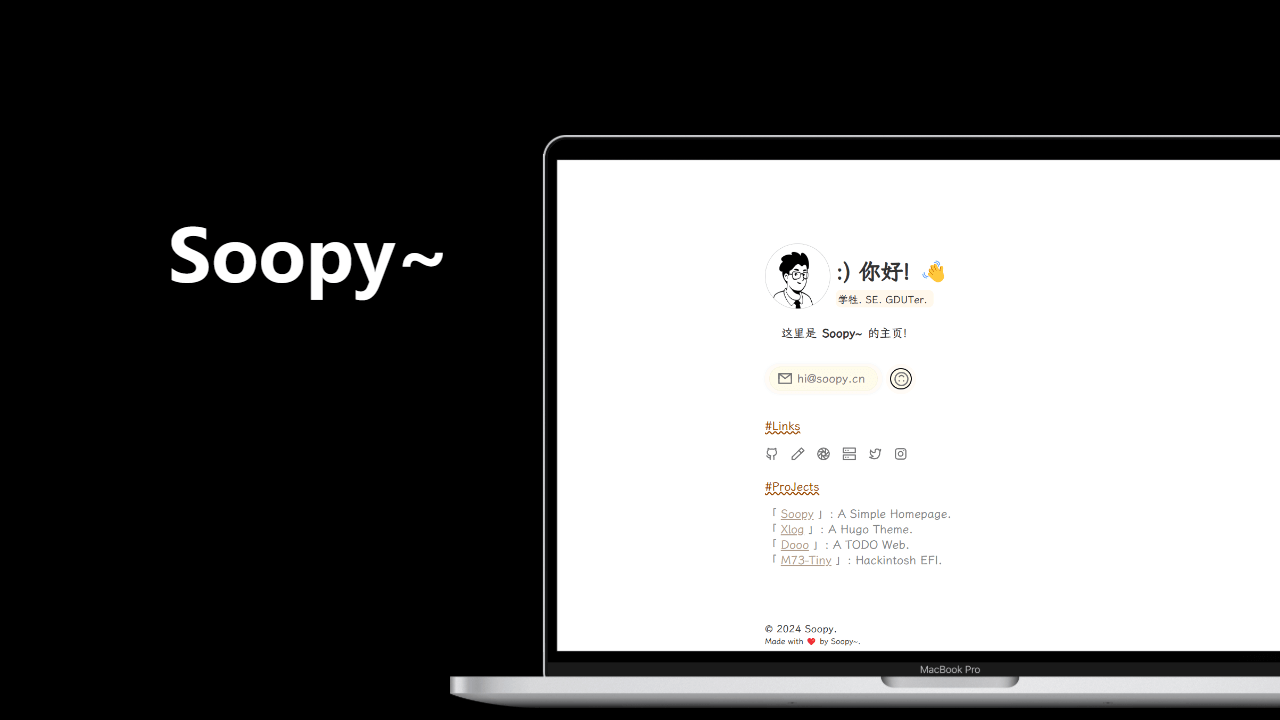 Soopy~
:) 你好! 👋
学牲. SE. GDUTer.
这里是 Soopy~ 的主页!
hi@soopy.cn
#Links
#ProJects
「 Soopy 」 : A Simple Homepage.
「 Xlog 」 : A Hugo Theme.
「 Dooo 」 : A TODO Web.
「 M73-Tiny 」 : Hackintosh EFI.
© 2024 Soopy.
Made with ❤️ by Soopy~.
MacBook Pro